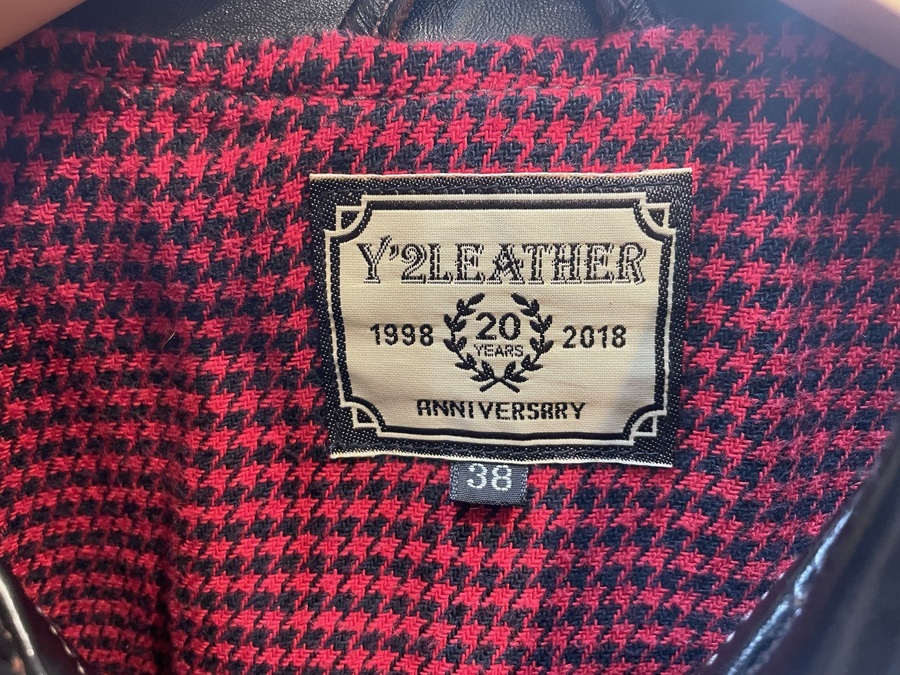 Y'2LEATHER
1998 20 YEARS 2018
ANNIVERSARY
38